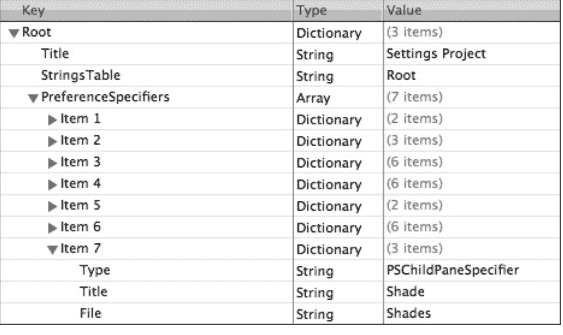 Key Type Value
Root Dictionary (3 items)
Title String Settings Project
StringsTable String Root
PreferenceSpecifiers Array (7 items)
Item 1 Dictionary (2 items)
Item 2 Dictionary (3 items)
Item 3 Dictionary (6 items)
Item 4 Dictionary (6 items)
Item 5 Dictionary (2 items)
Item 6 Dictionary (6 items)
Item 7 Dictionary (3 items)
Type String PSChildPaneSpecifier
Title String Shade
File String Shades